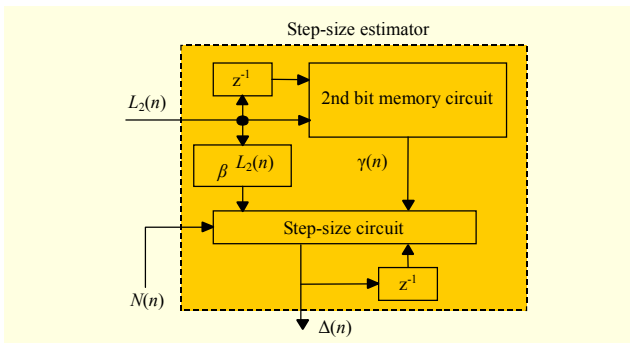 Step-size estimator
z-1
2nd bit memory circuit
L2(n)
β L2(n)
γ(n)
Step-size circuit
z-1
N(n)
Δ(n)